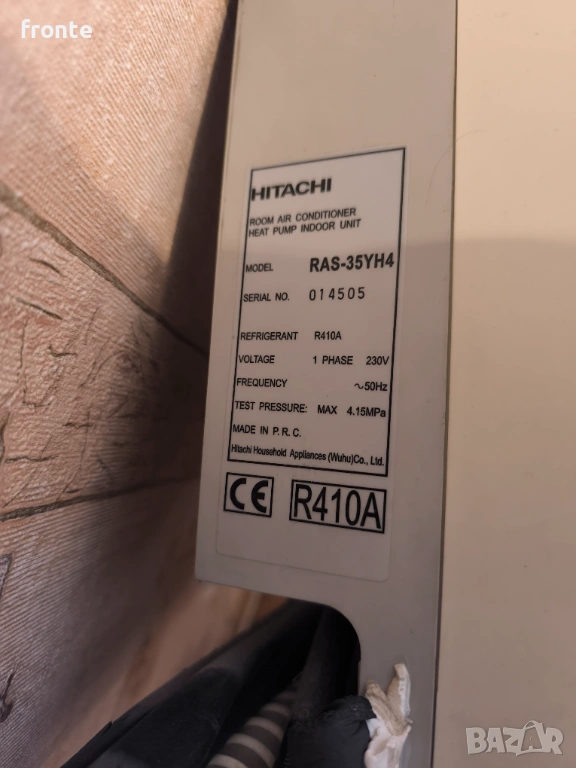 fronte
HITACHI
ROOM AIR CONDITIONER
HEAT PUMP INDOOR UNIT
MODEL RAS-35YH4
SERIAL NO. 014505
REFRIGERANT R410A
VOLTAGE 1 PHASE 230V
FREQUENCY ~50Hz
TEST PRESSURE: MAX 4.15MPa
MADE IN P.R.C.
Hitachi Household Appliances (Wuhu)Co., Ltd.
CE R410A
BAZAR